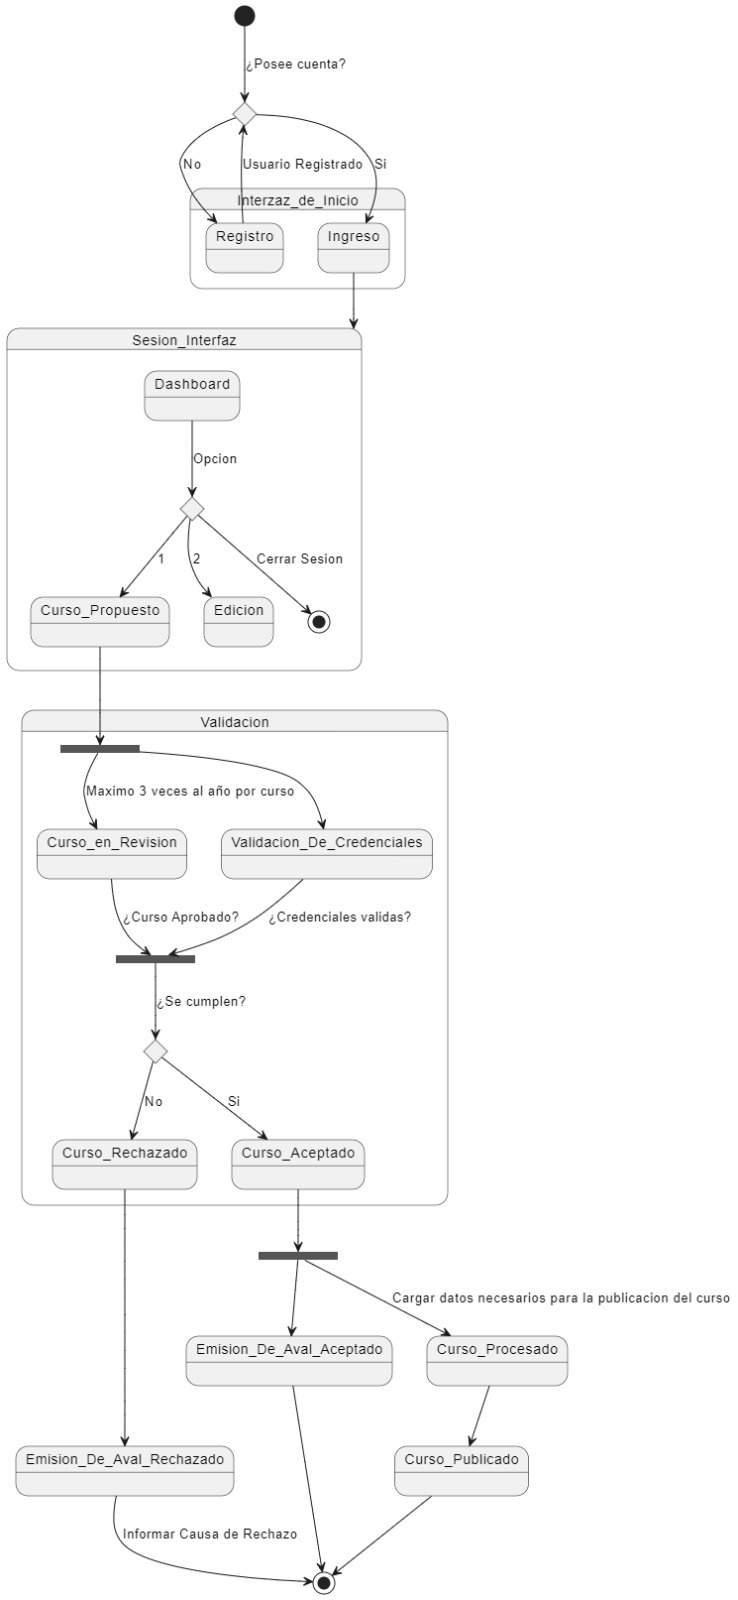 ¿Posee cuenta?
No
Usuario Registrado
Si
Interzaz_de_Inicio
Registro
Ingreso
Sesion_Interfaz
Dashboard
Opcion
1
2
Cerrar Sesion
Curso_Propuesto
Edicion
Validacion
Maximo 3 veces al año por curso
Curso_en_Revision
Validacion_De_Credenciales
¿Curso Aprobado?
¿Credenciales validas?
¿Se cumplen?
No
Si
Curso_Rechazado
Curso_Aceptado
Cargar datos necesarios para la publicacion del curso
Emision_De_Aval_Aceptado
Curso_Procesado
Emision_De_Aval_Rechazado
Curso_Publicado
Informar Causa de Rechazo